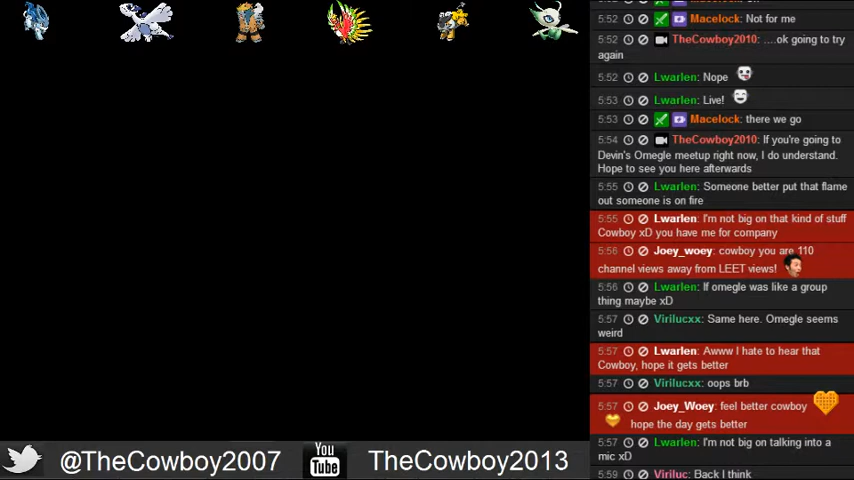 5:52 Macelock: Not for me
5:52 TheCowboy2010: ....ok going to try
again
5:52 Lwarlen: Nope
5:53 Lwarlen: Live!
5:53 Macelock: there we go
5:54 TheCowboy2010: If you're going to
Devin's Omegle meetup right now, I do understand.
Hope to see you here afterwards
5:55 Lwarlen: Someone better put that flame
out someone is on fire
5:55 Lwarlen: I'm not big on that kind of stuff
Cowboy xD you have me for company
5:56 Joey_woey: cowboy you are 110
channel views away from LEET views!
5:56 Lwarlen: If omegle was like a group
thing maybe xD
5:57 Virilucxx: Same here. Omegle seems
weird
5:57 Lwarlen: Awww I hate to hear that
Cowboy, hope it gets better
5:57 Virilucxx: oops brb
5:57 Joey_Woey: feel better cowboy
hope the day gets better
5:57 Lwarlen: I'm not big on talking into a
mic xD
5:59 Viriluc: Back I think
@TheCowboy2007
You
Tube
TheCowboy2013